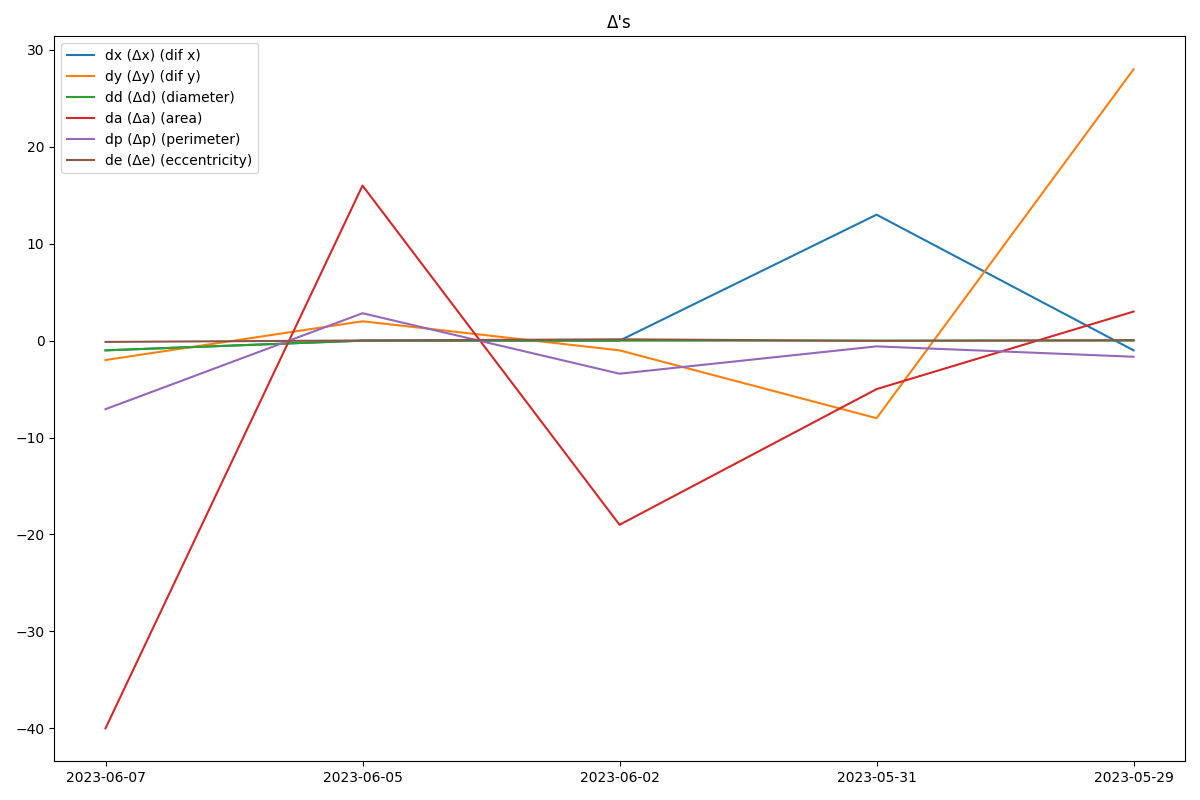 Δ's
dx (Δx) (dif x)
dy (Δy) (dif y)
dd (Δd) (diameter)
da (Δa) (area)
dp (Δp) (perimeter)
de (Δe) (eccentricity)
30
20
10
0
−10
−20
−30
−40
2023-06-07 2023-06-05 2023-06-02 2023-05-31 2023-05-29